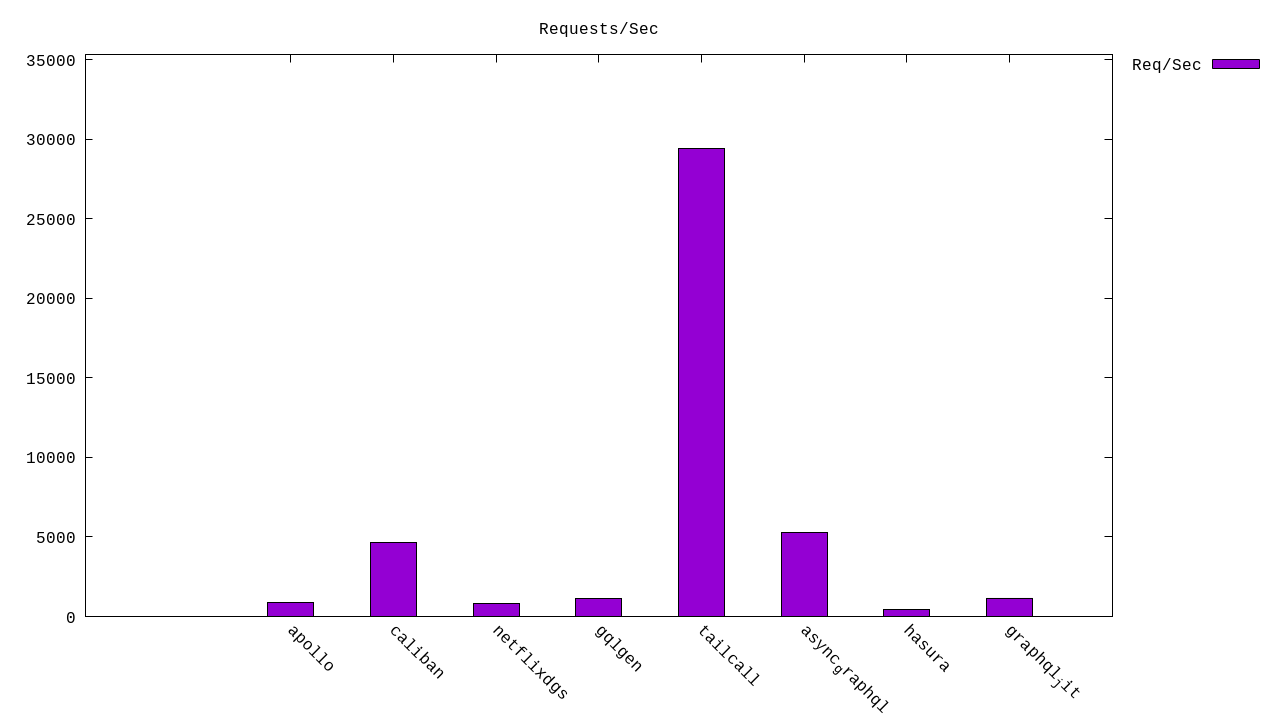 Requests/Sec
Req/Sec
35000
30000
25000
20000
15000
10000
5000
0
apollo
caliban
netflixdgs
gqlgen
tailcall
async_graphql
hasura
graphql_jit